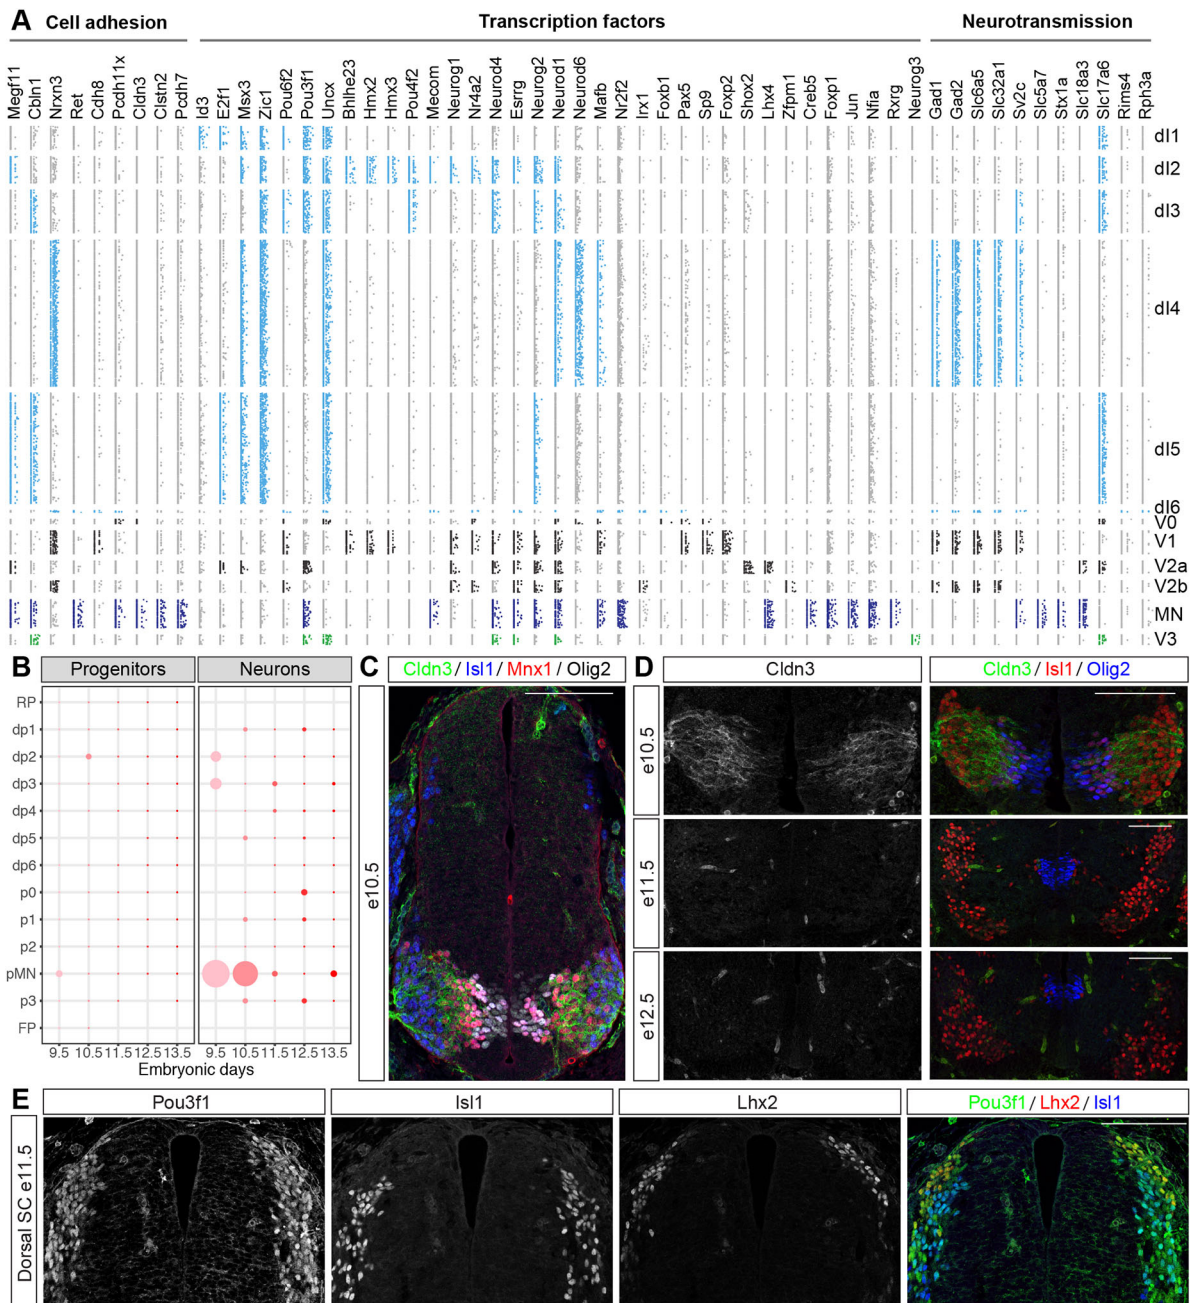 A
Cell adhesion
Transcription factors
Neurotransmission
Megf11
Cbln1
Nrxn3
Ret
Cdh8
Pcdh11x
Cldn3
Clstn2
Pcdh7
Id3
E2f1
Msx3
Zic1
Pou6f2
Pou3f1
Uncx
Bhlhe23
Hmx2
Hmx3
Pou4f2
Mecom
Neurog1
Nr4a2
Neurod4
Esrrg
Neurog2
Neurod1
Neurod6
Mafb
Nr2f2
Irx1
Foxb1
Pax5
Sp9
Foxp2
Shox2
Lhx4
Zfpm1
Creb5
Foxp1
Jun
Nfia
Rxrg
Neurog3
Gad1
Gad2
Slc6a5
Slc32a1
Sv2c
Slc5a7
Stx1a
Slc18a3
Slc17a6
Rims4
Rph3a
dI1
dI2
dI3
dI4
dI5
dI6
V0
V1
V2a
V2b
MN
V3
B
Progenitors
Neurons
RP
dp1
dp2
dp3
dp4
dp5
dp6
p0
p1
p2
pMN
p3
FP
9.5 10.5 11.5 12.5 13.5
9.5 10.5 11.5 12.5 13.5
Embryonic days
C
Cldn3 / Isl1 / Mnx1 / Olig2
e10.5
D
Cldn3
Cldn3 / Isl1 / Olig2
e10.5
e11.5
e12.5
E
Pou3f1
Isl1
Lhx2
Pou3f1 / Lhx2 / Isl1
Dorsal SC e11.5